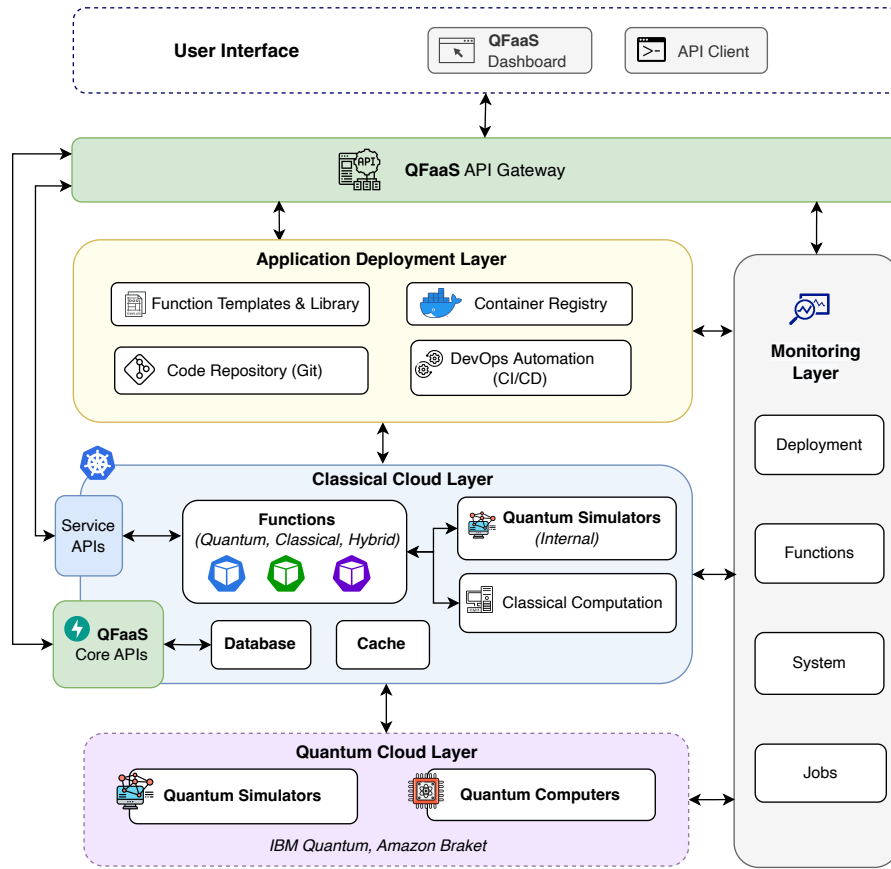 User Interface
QFaaS
Dashboard
API Client
API
QFaaS API Gateway
Application Deployment Layer
Function Templates & Library
Container Registry
Code Repository (Git)
DevOps Automation
(CI/CD)
Monitoring
Layer
Deployment
Functions
System
Jobs
Classical Cloud Layer
Service
APIs
Functions
(Quantum, Classical, Hybrid)
Quantum Simulators
(Internal)
Classical Computation
QFaaS
Core APIs
Database
Cache
Quantum Cloud Layer
Quantum Simulators
Quantum Computers
IBM Quantum, Amazon Braket